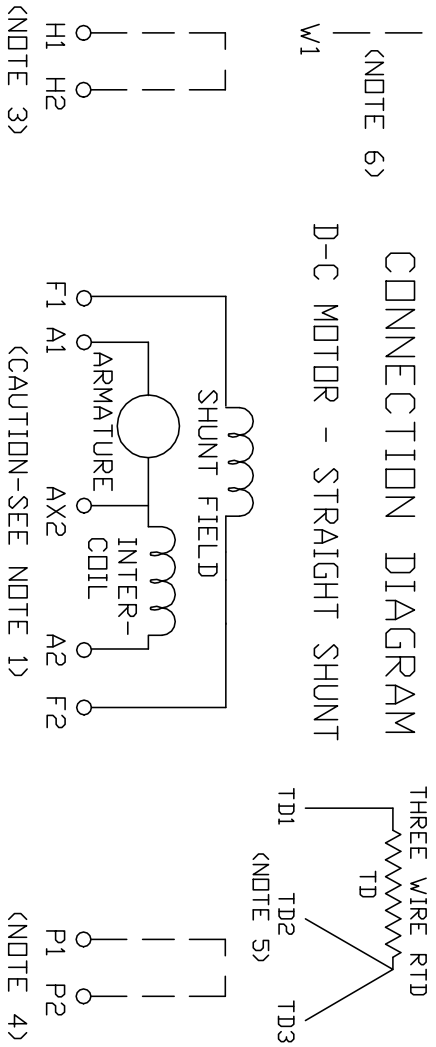 CONNECTION DIAGRAM
D-C MOTOR - STRAIGHT SHUNT
(NOTE 6)
W1
THREE WIRE RTD
TD
TD1
TD2
TD3
(NOTE 5)
SHUNT FIELD
ARMATURE
INTER-
COIL
H1
H2
F1
A1
AX2
A2
F2
P1
P2
(NOTE 3)
(CAUTION-SEE NOTE 1)
(NOTE 4)